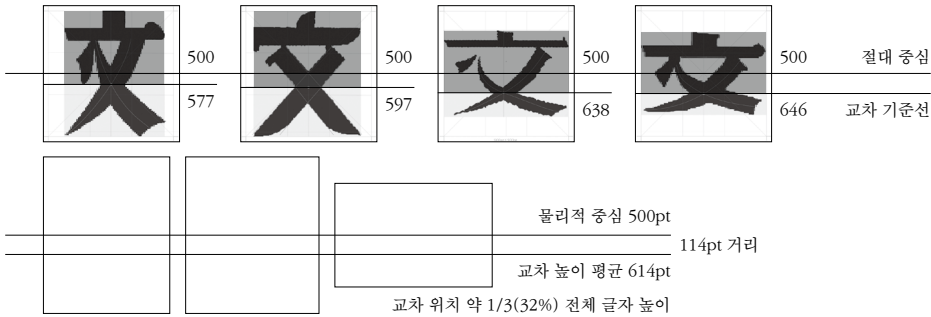 文 500 文 500 文 500 文 500 절대 중심
577 597 638 646 교차 기준선
물리적 중심 500pt
114pt 거리
교차 높이 평균 614pt
교차 위치 약 1/3(32%) 전체 글자 높이